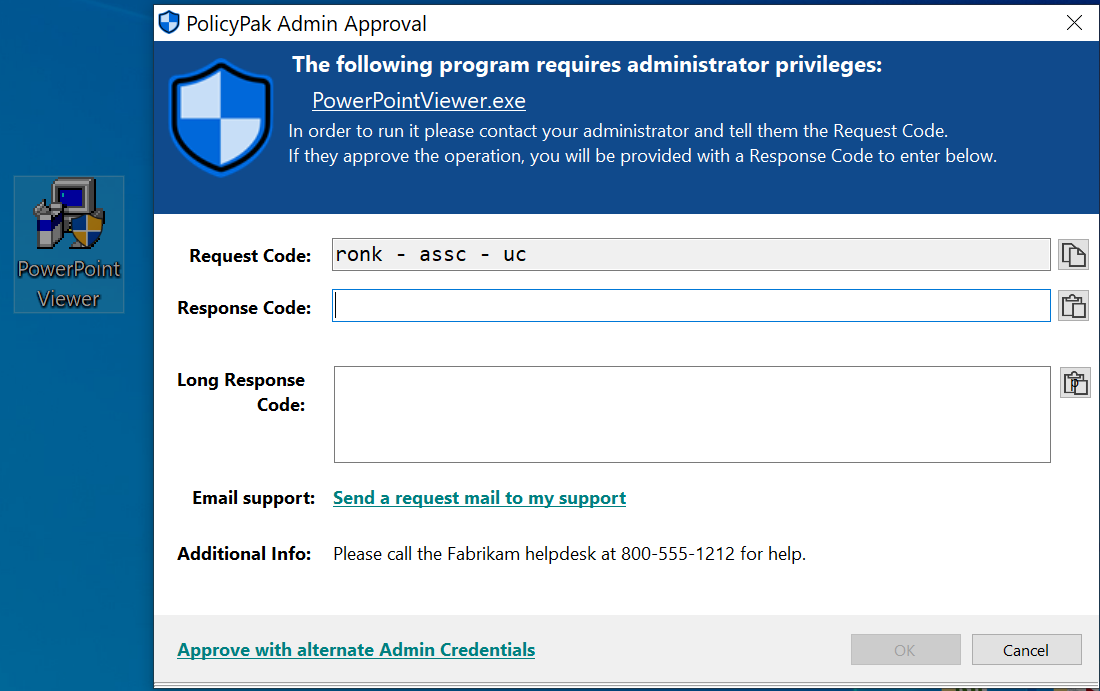 PolicyPak Admin Approval
The following program requires administrator privileges:
PowerPointViewer.exe
In order to run it please contact your administrator and tell them the Request Code.
If they approve the operation, you will be provided with a Response Code to enter below.
PowerPoint
Viewer
Request Code: ronk - assc - uc
Response Code:
Long Response
Code:
Email support: Send a request mail to my support
Additional Info: Please call the Fabrikam helpdesk at 800-555-1212 for help.
Approve with alternate Admin Credentials OK Cancel